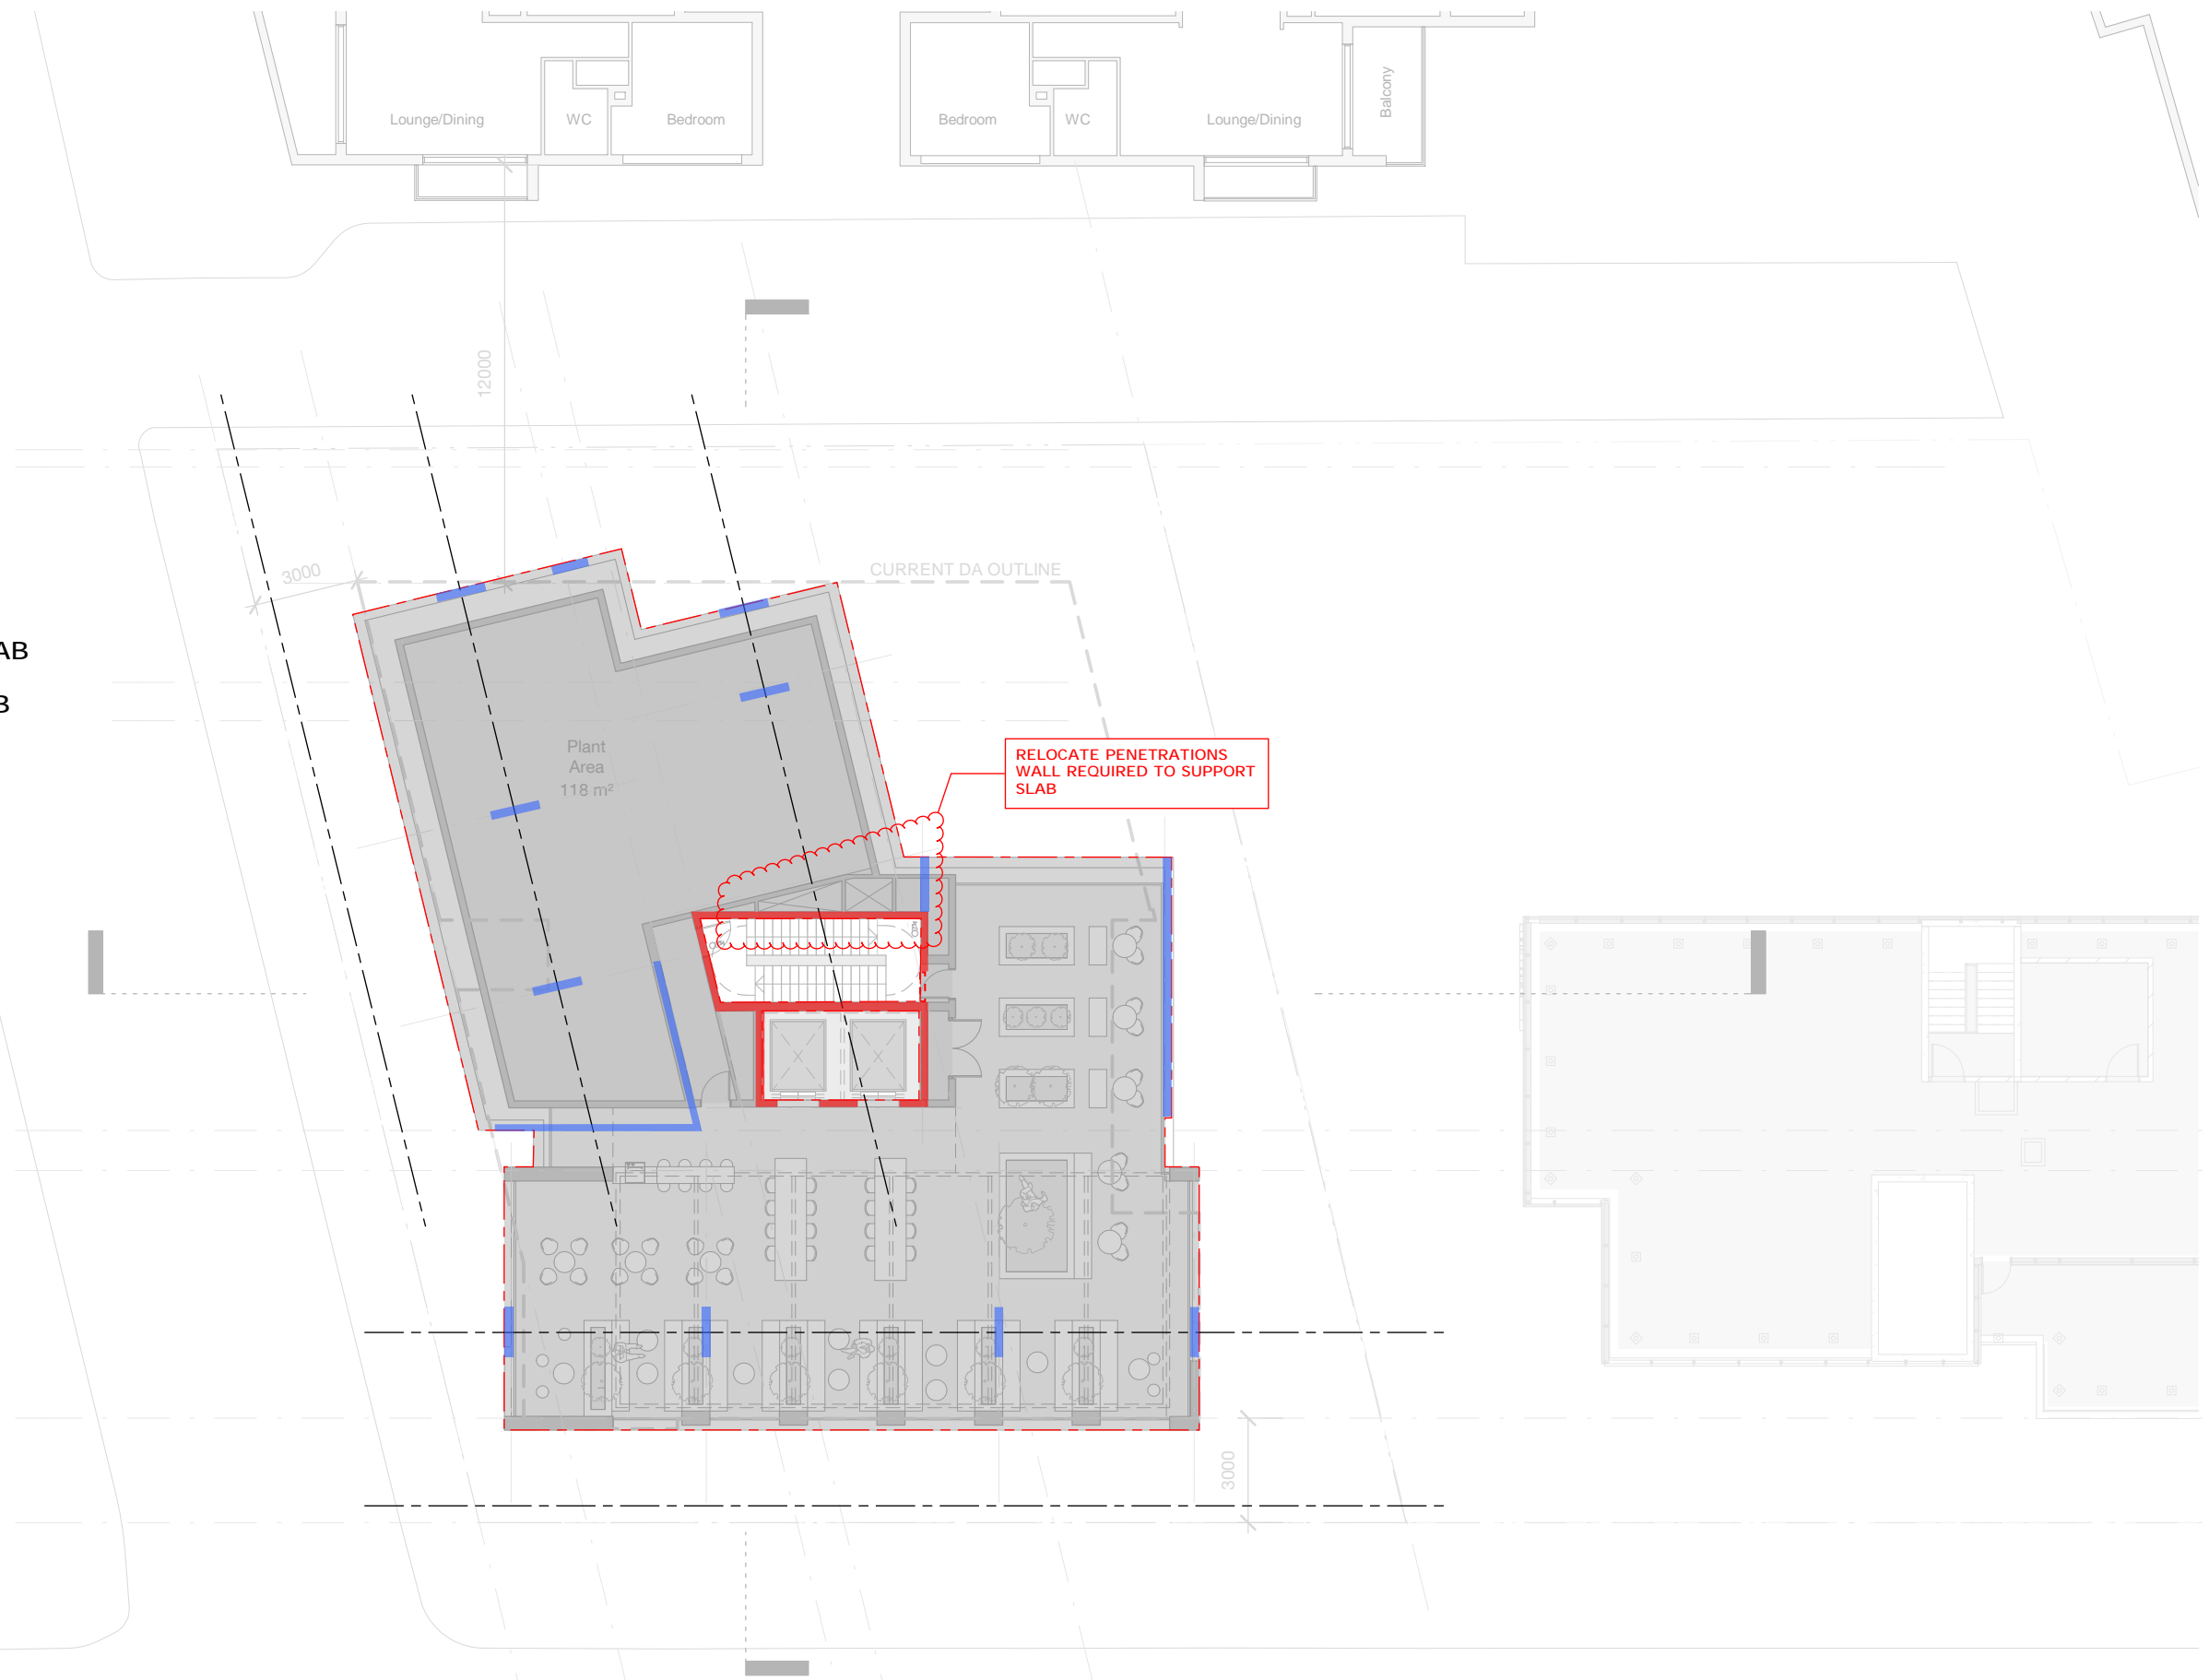 Lounge/Dining
WC
Bedroom
Bedroom
WC
Lounge/Dining
Balcony
12000
3000
CURRENT DA OUTLINE
AB
B
Plant
Area
118 m²
RELOCATE PENETRATIONS
WALL REQUIRED TO SUPPORT
SLAB
3000